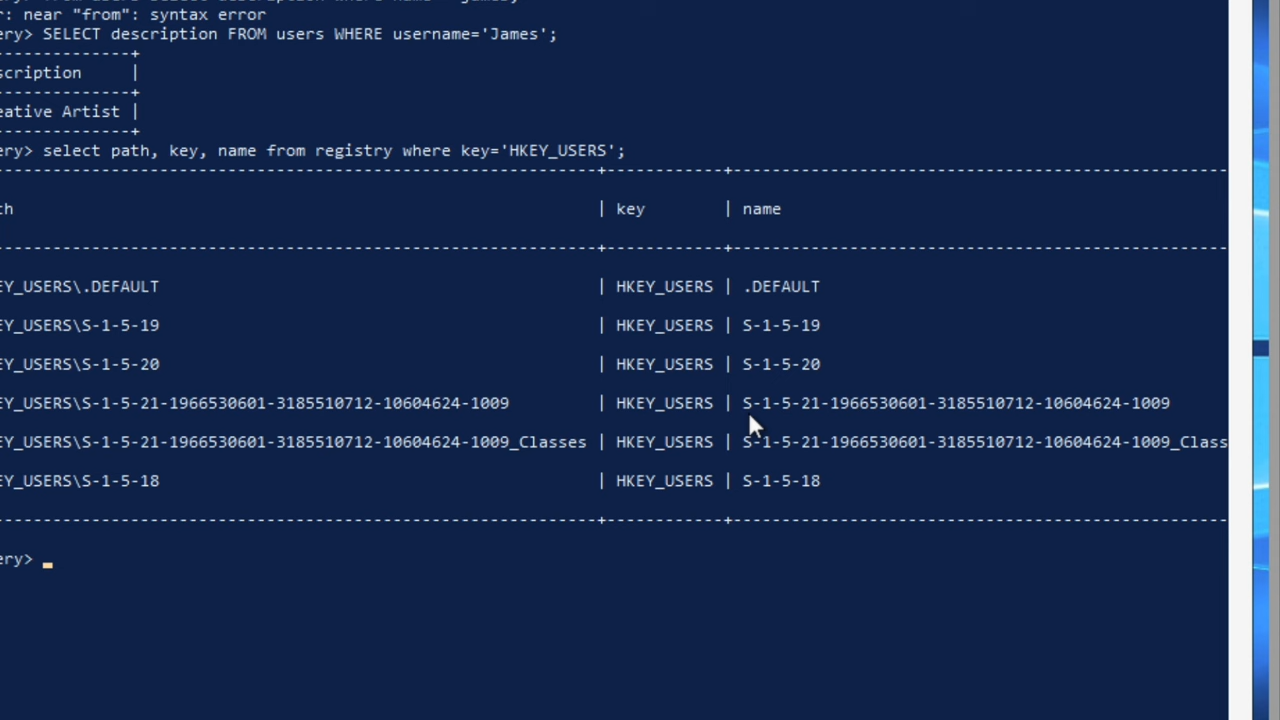 r: near "from": syntax error
ery> SELECT description FROM users WHERE username='James';
---------------+
scription |
---------------+
eative Artist |
---------------+
ery> select path, key, name from registry where key='HKEY_USERS';
th | key | name
EY_USERS\.DEFAULT | HKEY_USERS | .DEFAULT
EY_USERS\S-1-5-19 | HKEY_USERS | S-1-5-19
EY_USERS\S-1-5-20 | HKEY_USERS | S-1-5-20
EY_USERS\S-1-5-21-1966530601-3185510712-10604624-1009 | HKEY_USERS | S-1-5-21-1966530601-3185510712-10604624-1009
EY_USERS\S-1-5-21-1966530601-3185510712-10604624-1009_Classes | HKEY_USERS | S-1-5-21-1966530601-3185510712-10604624-1009_Class
EY_USERS\S-1-5-18 | HKEY_USERS | S-1-5-18
ery>